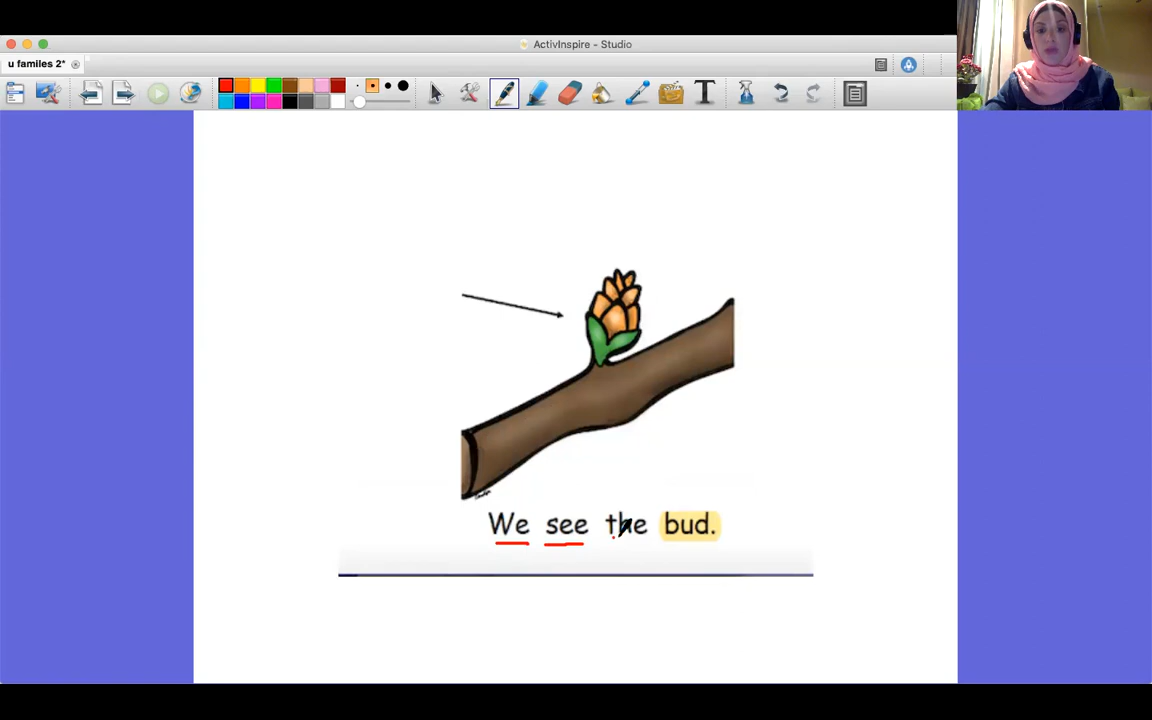 ActivInspire - Studio
u familes 2*
We see the bud.